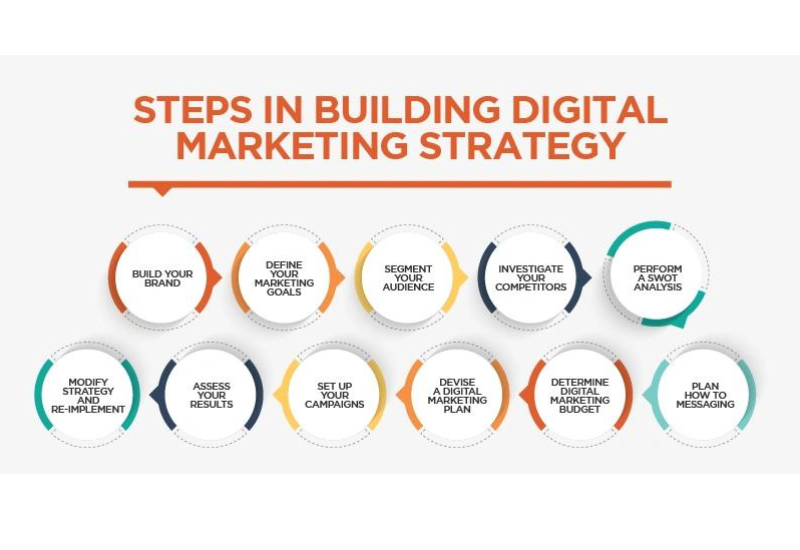 STEPS IN BUILDING DIGITAL
MARKETING STRATEGY
BUILD YOUR
BRAND
DEFINE
YOUR
MARKETING
GOALS
SEGMENT
YOUR
AUDIENCE
INVESTIGATE
YOUR
COMPETITORS
PERFORM
A SWOT
ANALYSIS
PLAN
HOW TO
MESSAGING
DETERMINE
DIGITAL
MARKETING
BUDGET
DEVISE
A DIGITAL
MARKETING
PLAN
SET UP
YOUR
CAMPAIGNS
ASSESS
YOUR
RESULTS
MODIFY
STRATEGY
AND
RE-IMPLEMENT